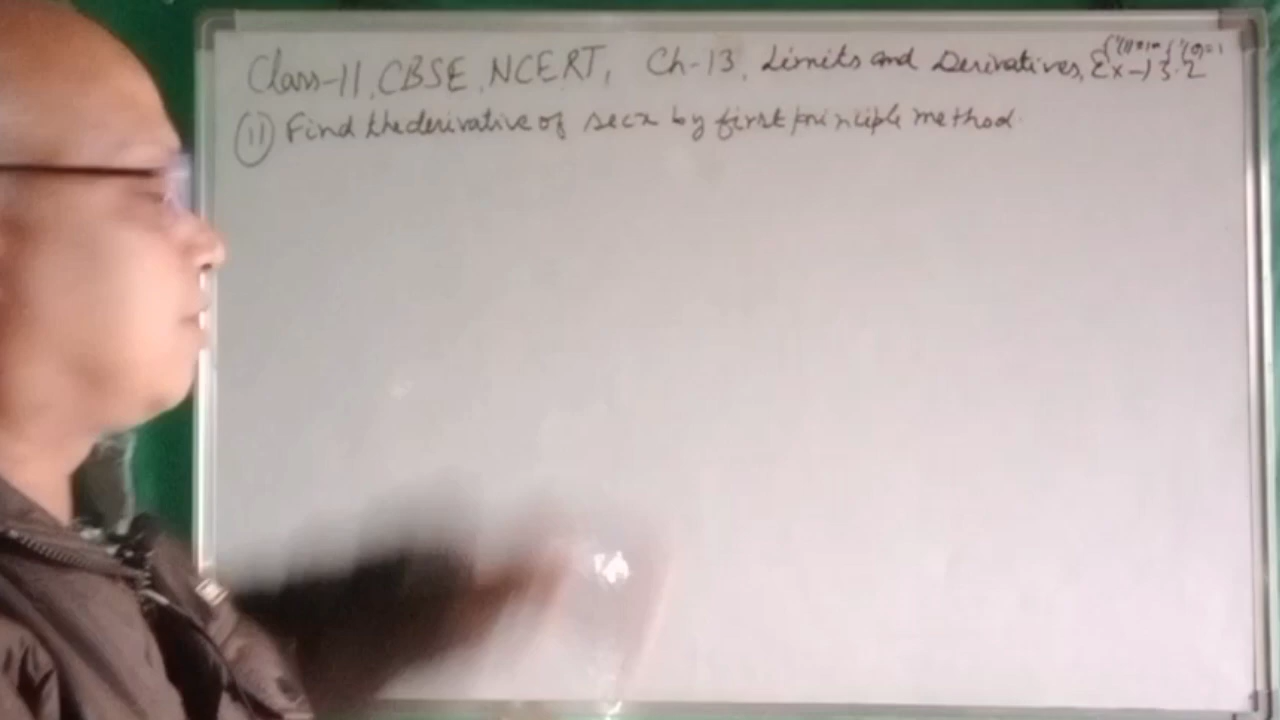 Class-11, CBSE, NCERT, Ch-13, Limits and Derivatives, Ex-13.2
(11) Find the derivative of sec x by first principle method.